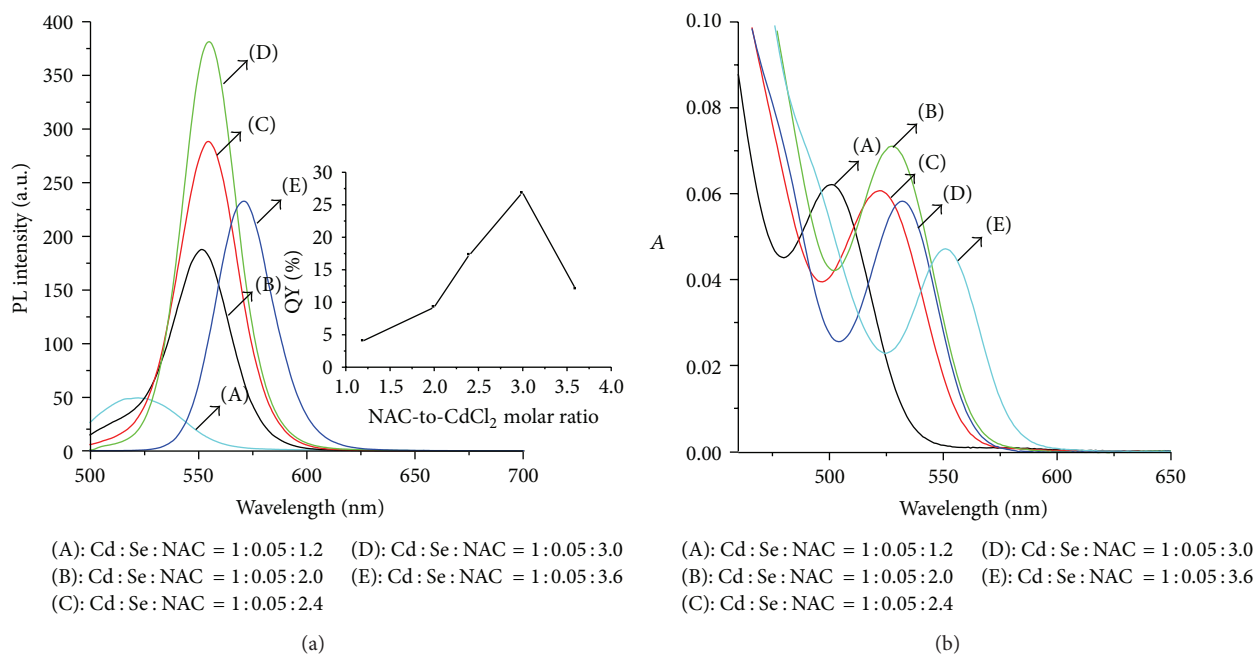 400
350
300
250
200
150
100
50
0
PL intensity (a.u.)
500 550 600 650 700
Wavelength (nm)
(D)
(C)
(E)
(B)
(A)
30
25
20
15
10
5
0
QY (%)
1.0 1.5 2.0 2.5 3.0 3.5 4.0
NAC-to-CdCl₂ molar ratio
(A): Cd : Se : NAC = 1 : 0.05 : 1.2
(B): Cd : Se : NAC = 1 : 0.05 : 2.0
(C): Cd : Se : NAC = 1 : 0.05 : 2.4
(D): Cd : Se : NAC = 1 : 0.05 : 3.0
(E): Cd : Se : NAC = 1 : 0.05 : 3.6
(a)
0.10
0.08
0.06
0.04
0.02
0.00
A
500 550 600 650
Wavelength (nm)
(A)
(B)
(C)
(D)
(E)
(A): Cd : Se : NAC = 1 : 0.05 : 1.2
(B): Cd : Se : NAC = 1 : 0.05 : 2.0
(C): Cd : Se : NAC = 1 : 0.05 : 2.4
(D): Cd : Se : NAC = 1 : 0.05 : 3.0
(E): Cd : Se : NAC = 1 : 0.05 : 3.6
(b)